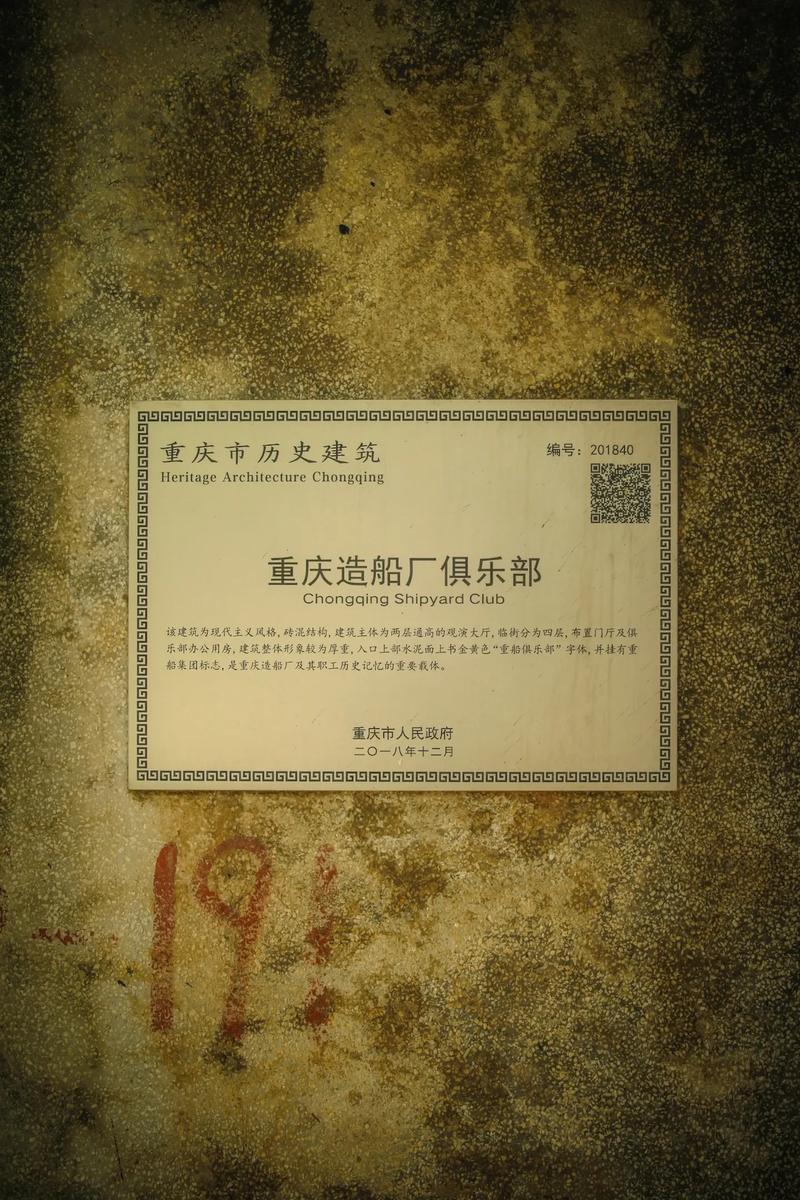 重庆市历史建筑
Heritage Architecture Chongqing
编号：201840
重庆造船厂俱乐部
Chongqing Shipyard Club
该建筑为现代主义风格，砖混结构，建筑主体为两层通高的观演大厅，临街分为四层，布置门厅及俱
乐部办公用房，建筑整体形象较为厚重，入口上部水泥面上书金黄色“重船俱乐部”字体，并挂有重
船集团标志，是重庆造船厂及其职工历史记忆的重要载体。
重庆市人民政府
二〇一八年十二月
191